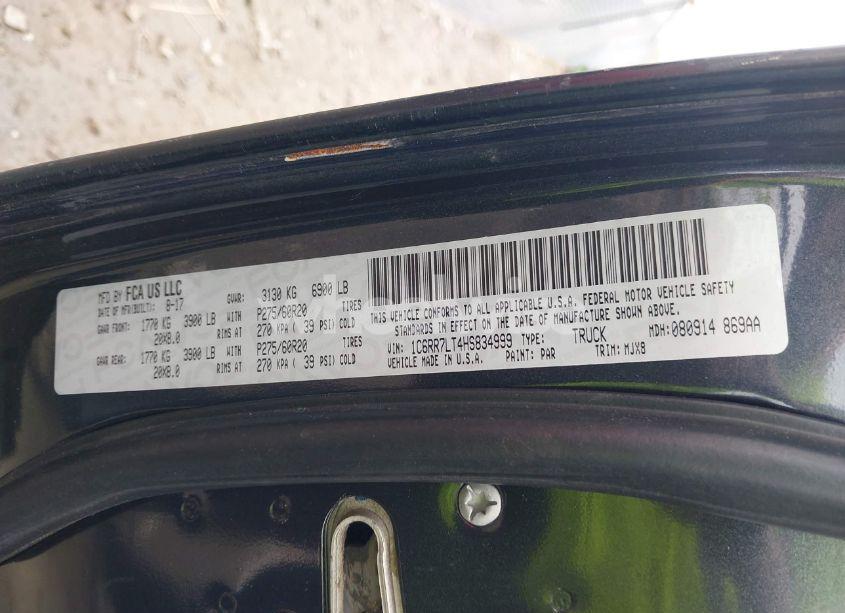 MFD BY FCA US LLC
DATE OF MFR(BUILT): 8-17 GVWR: 3130 KG 6900 LB
GAWR FRONT: 1770 KG 3900 LB WITH P275/60R20 TIRES
20X8.0 RIMS AT 270 KPA ( 39 PSI) COLD
GAWR REAR: 1770 KG 3900 LB WITH P275/60R20 TIRES
20X8.0 RIMS AT 270 KPA ( 39 PSI) COLD
THIS VEHICLE CONFORMS TO ALL APPLICABLE U.S.A. FEDERAL MOTOR VEHICLE SAFETY
STANDARDS IN EFFECT ON THE DATE OF MANUFACTURE SHOWN ABOVE.
MDH: 080914 869AA
VIN: 1C6RR7LT4HS834999 TYPE: TRUCK
VEHICLE MADE IN U.S.A. PAINT: PAR TRIM: MJX8